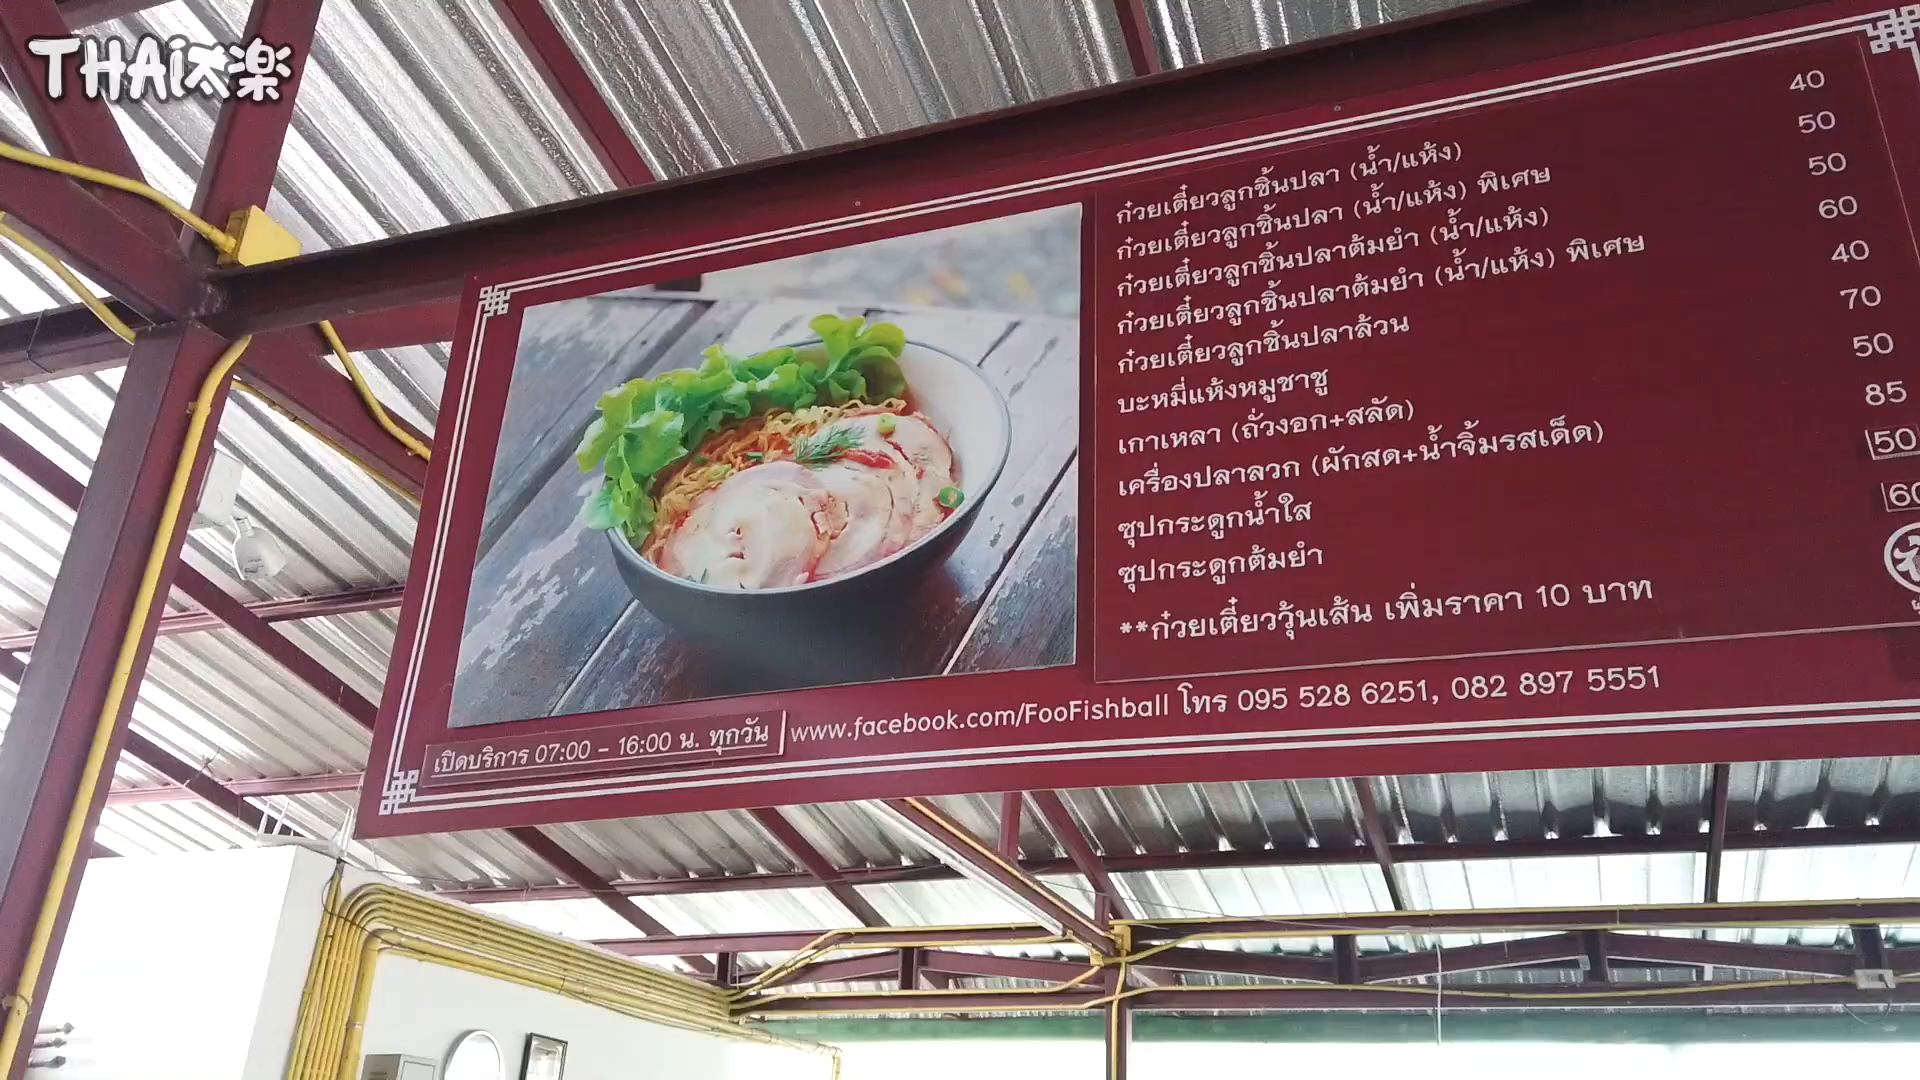 THAi太楽
ก๋วยเตี๋ยวลูกชิ้นปลา (น้ำ/แห้ง) 40
ก๋วยเตี๋ยวลูกชิ้นปลา (น้ำ/แห้ง) พิเศษ 50
ก๋วยเตี๋ยวลูกชิ้นปลาต้มยำ (น้ำ/แห้ง) 50
ก๋วยเตี๋ยวลูกชิ้นปลาต้มยำ (น้ำ/แห้ง) พิเศษ 60
ก๋วยเตี๋ยวลูกชิ้นปลาล้วน 40
บะหมี่แห้งหมูชาชู 70
เกาเหลา (ถั่วงอก+สลัด) 50
เครื่องปลาลวก (ผักสด+น้ำจิ้มรสเด็ด) 85
ซุปกระดูกน้ำใส 50
ซุปกระดูกต้มยำ 60
**ก๋วยเตี๋ยววุ้นเส้น เพิ่มราคา 10 บาท
เปิดบริการ 07:00 - 16:00 น. ทุกวัน www.facebook.com/FooFishball โทร 095 528 6251, 082 897 5551